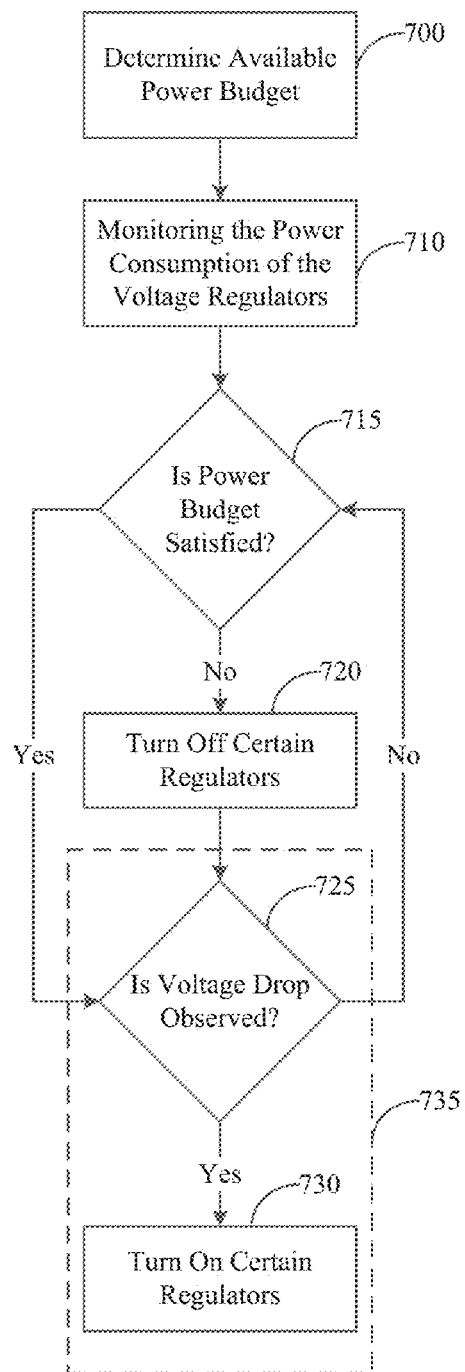 Determine Available
Power Budget
700
Monitoring the Power
Consumption of the
Voltage Regulators
710
715
Is Power
Budget
Satisfied?
No
720
Turn Off Certain
Regulators
Yes
No
725
Is Voltage Drop
Observed?
735
Yes
730
Turn On Certain
Regulators